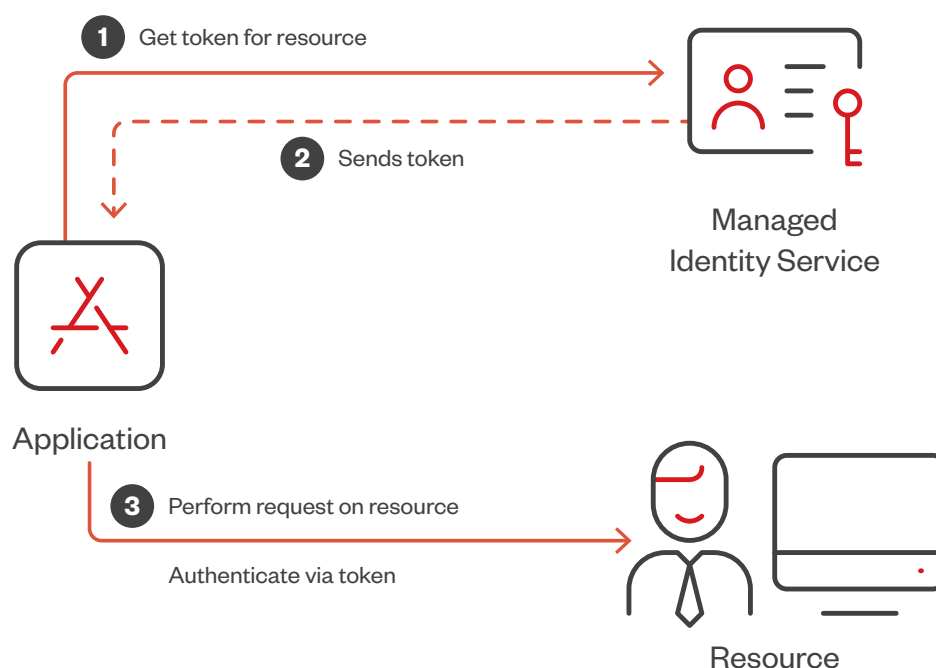 1 Get token for resource
2 Sends token
Managed
Identity Service
Application
3 Perform request on resource
Authenticate via token
Resource